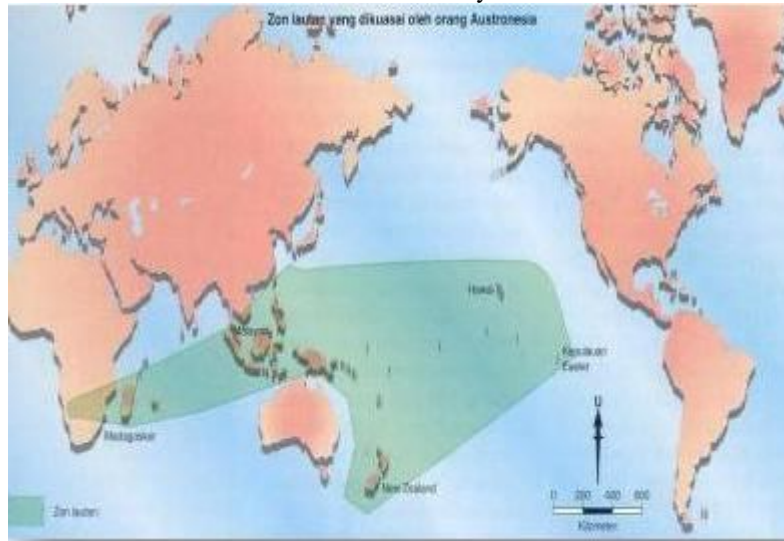 Zon lautan yang dikuasai oleh orang Austronesia
Hawaii
Malaysia
Kepulauan
Easter
Madagaskar
New Zealand
U
0 200 400 600
Kilometer
Zon lautan